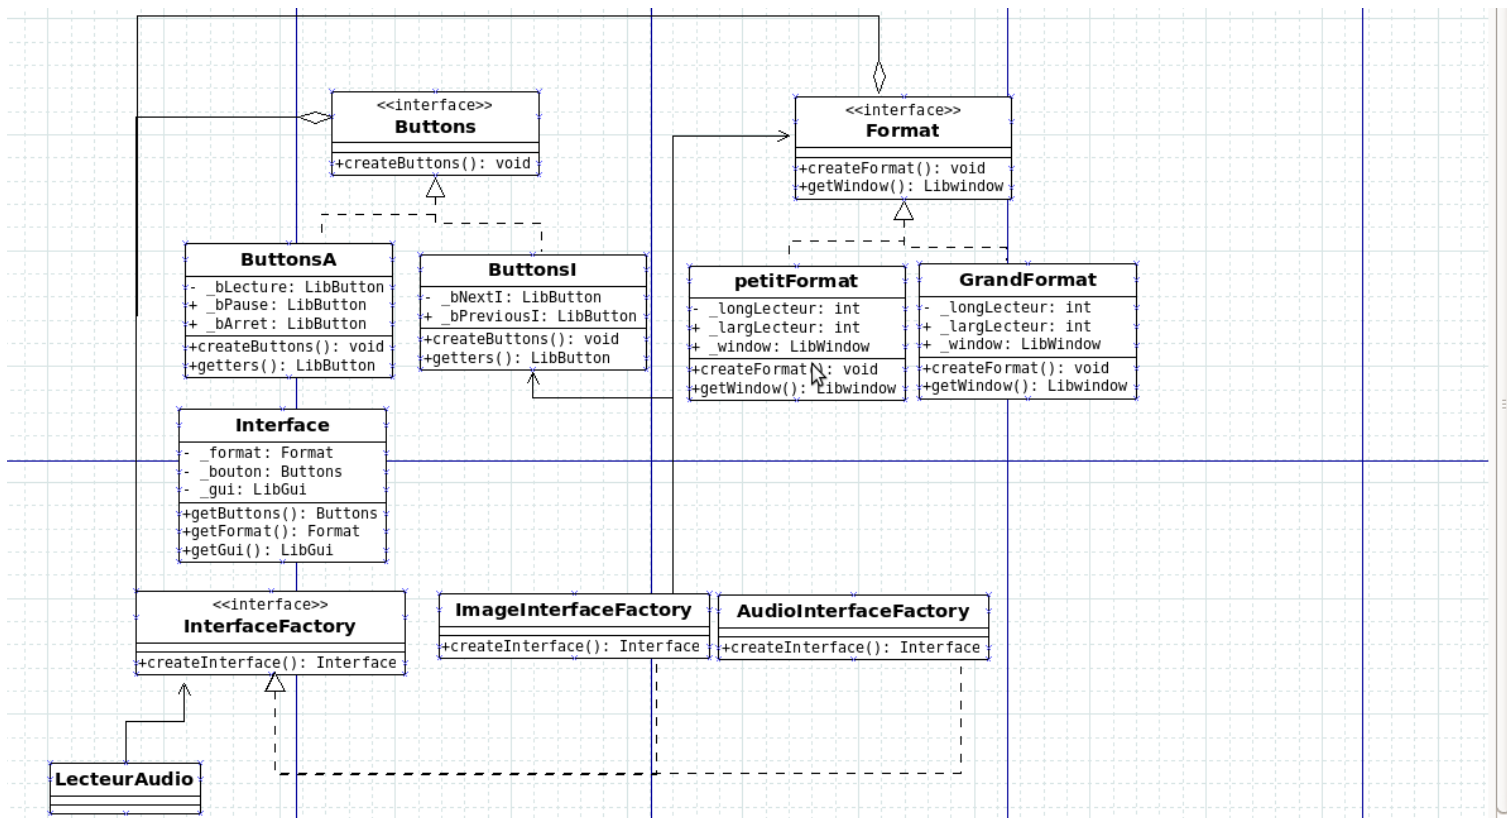 <<interface>>
Buttons
+createButtons(): void
<<interface>>
Format
+createFormat(): void
+getWindow(): Libwindow
ButtonsA
- _bLecture: LibButton
+ _bPause: LibButton
+ _bArret: LibButton
+createButtons(): void
+getters(): LibButton
ButtonsI
- _bNextI: LibButton
+ _bPreviousI: LibButton
+createButtons(): void
+getters(): LibButton
petitFormat
- _longLecteur: int
+ _largLecteur: int
+ _window: LibWindow
+createFormat(): void
+getWindow(): Libwindow
GrandFormat
- _longLecteur: int
+ _largLecteur: int
+ _window: LibWindow
+createFormat(): void
+getWindow(): Libwindow
Interface
- _format: Format
- _bouton: Buttons
- _gui: LibGui
+getButtons(): Buttons
+getFormat(): Format
+getGui(): LibGui
<<interface>>
InterfaceFactory
+createInterface(): Interface
ImageInterfaceFactory
+createInterface(): Interface
AudioInterfaceFactory
+createInterface(): Interface
LecteurAudio